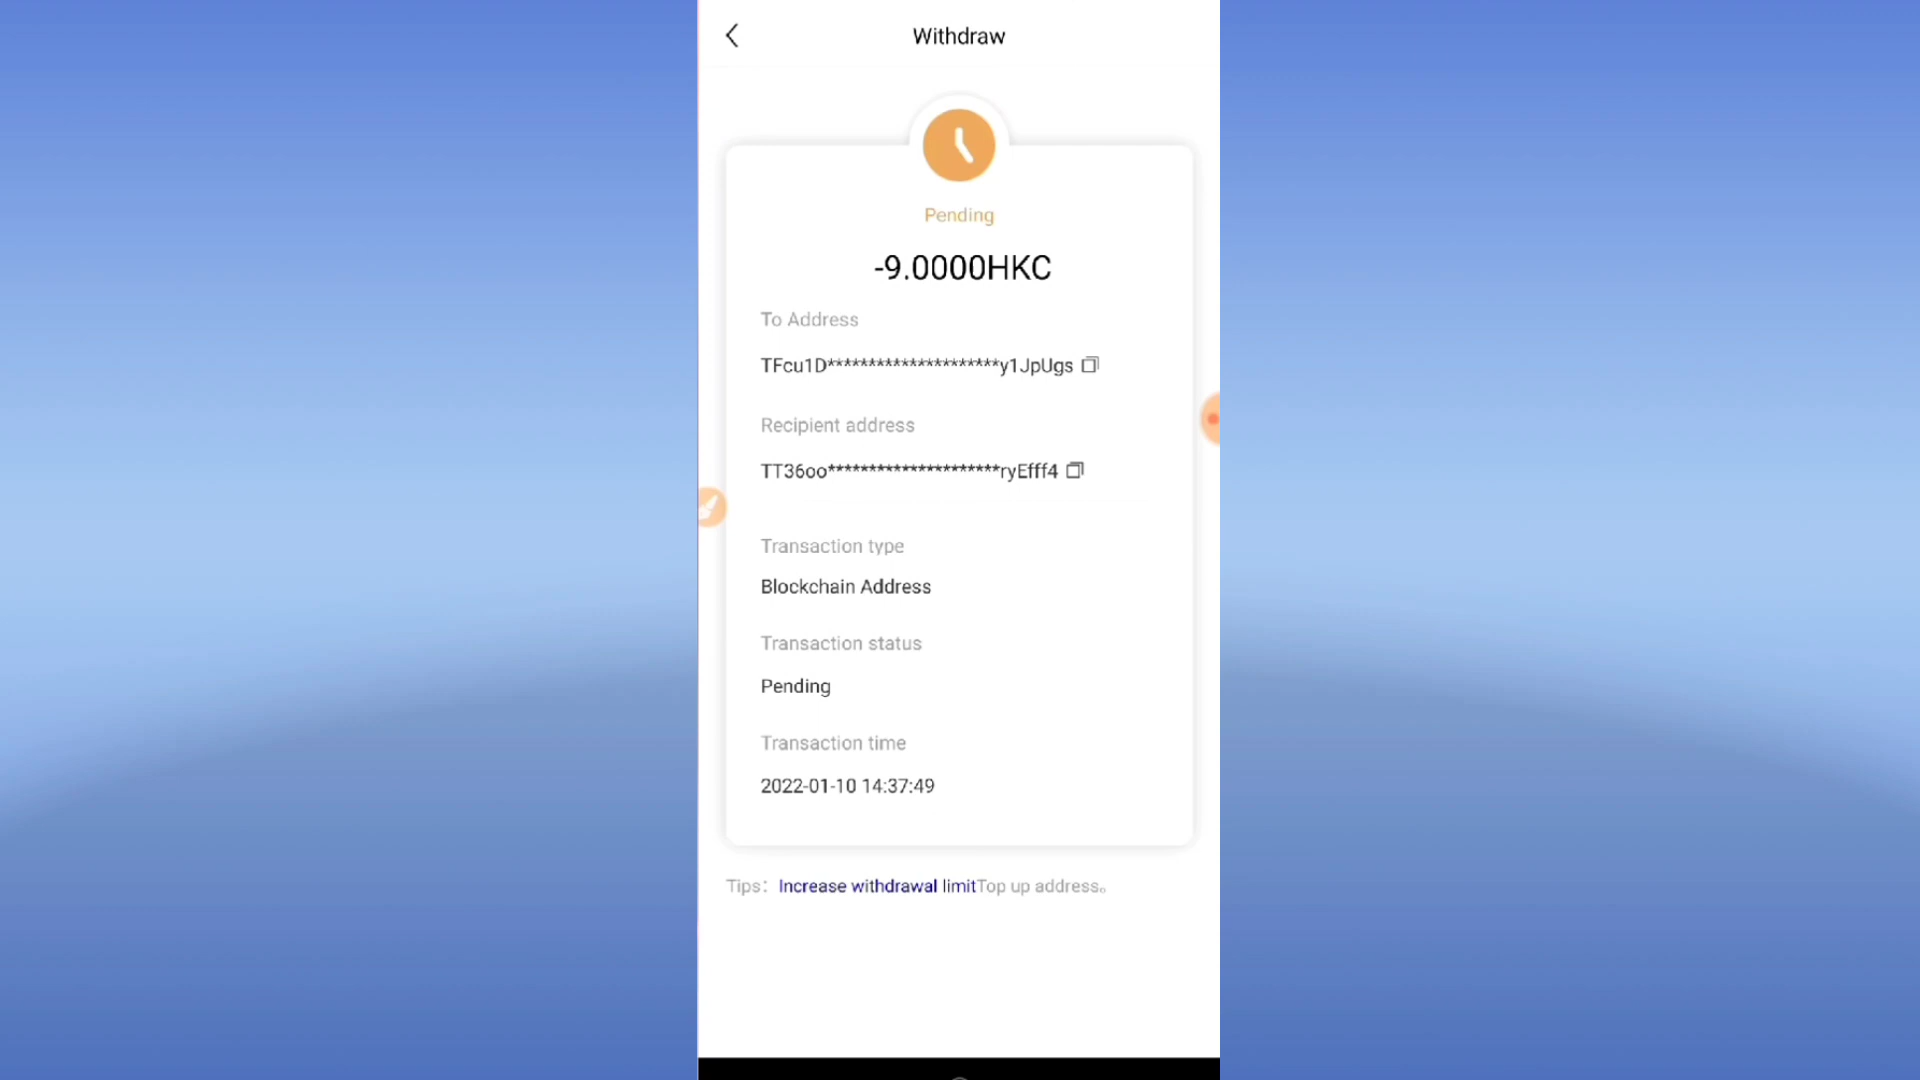 Withdraw
Pending
-9.0000HKC
To Address
TFcu1D*********************y1JpUgs
Recipient address
TT36oo*********************ryEfff4
Transaction type
Blockchain Address
Transaction status
Pending
Transaction time
2022-01-10 14:37:49
Tips：Increase withdrawal limitTop up address。